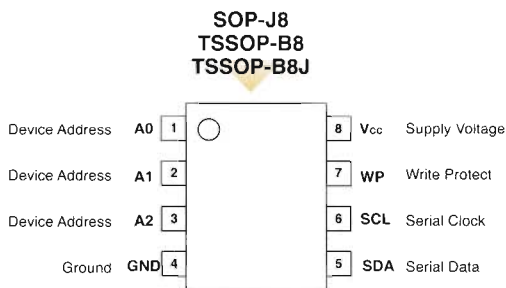 SOP-J8
TSSOP-B8
TSSOP-B8J
Device Address A0 1 8 Vcc Supply Voltage
Device Address A1 2 7 WP Write Protect
Device Address A2 3 6 SCL Serial Clock
Ground GND 4 5 SDA Serial Data